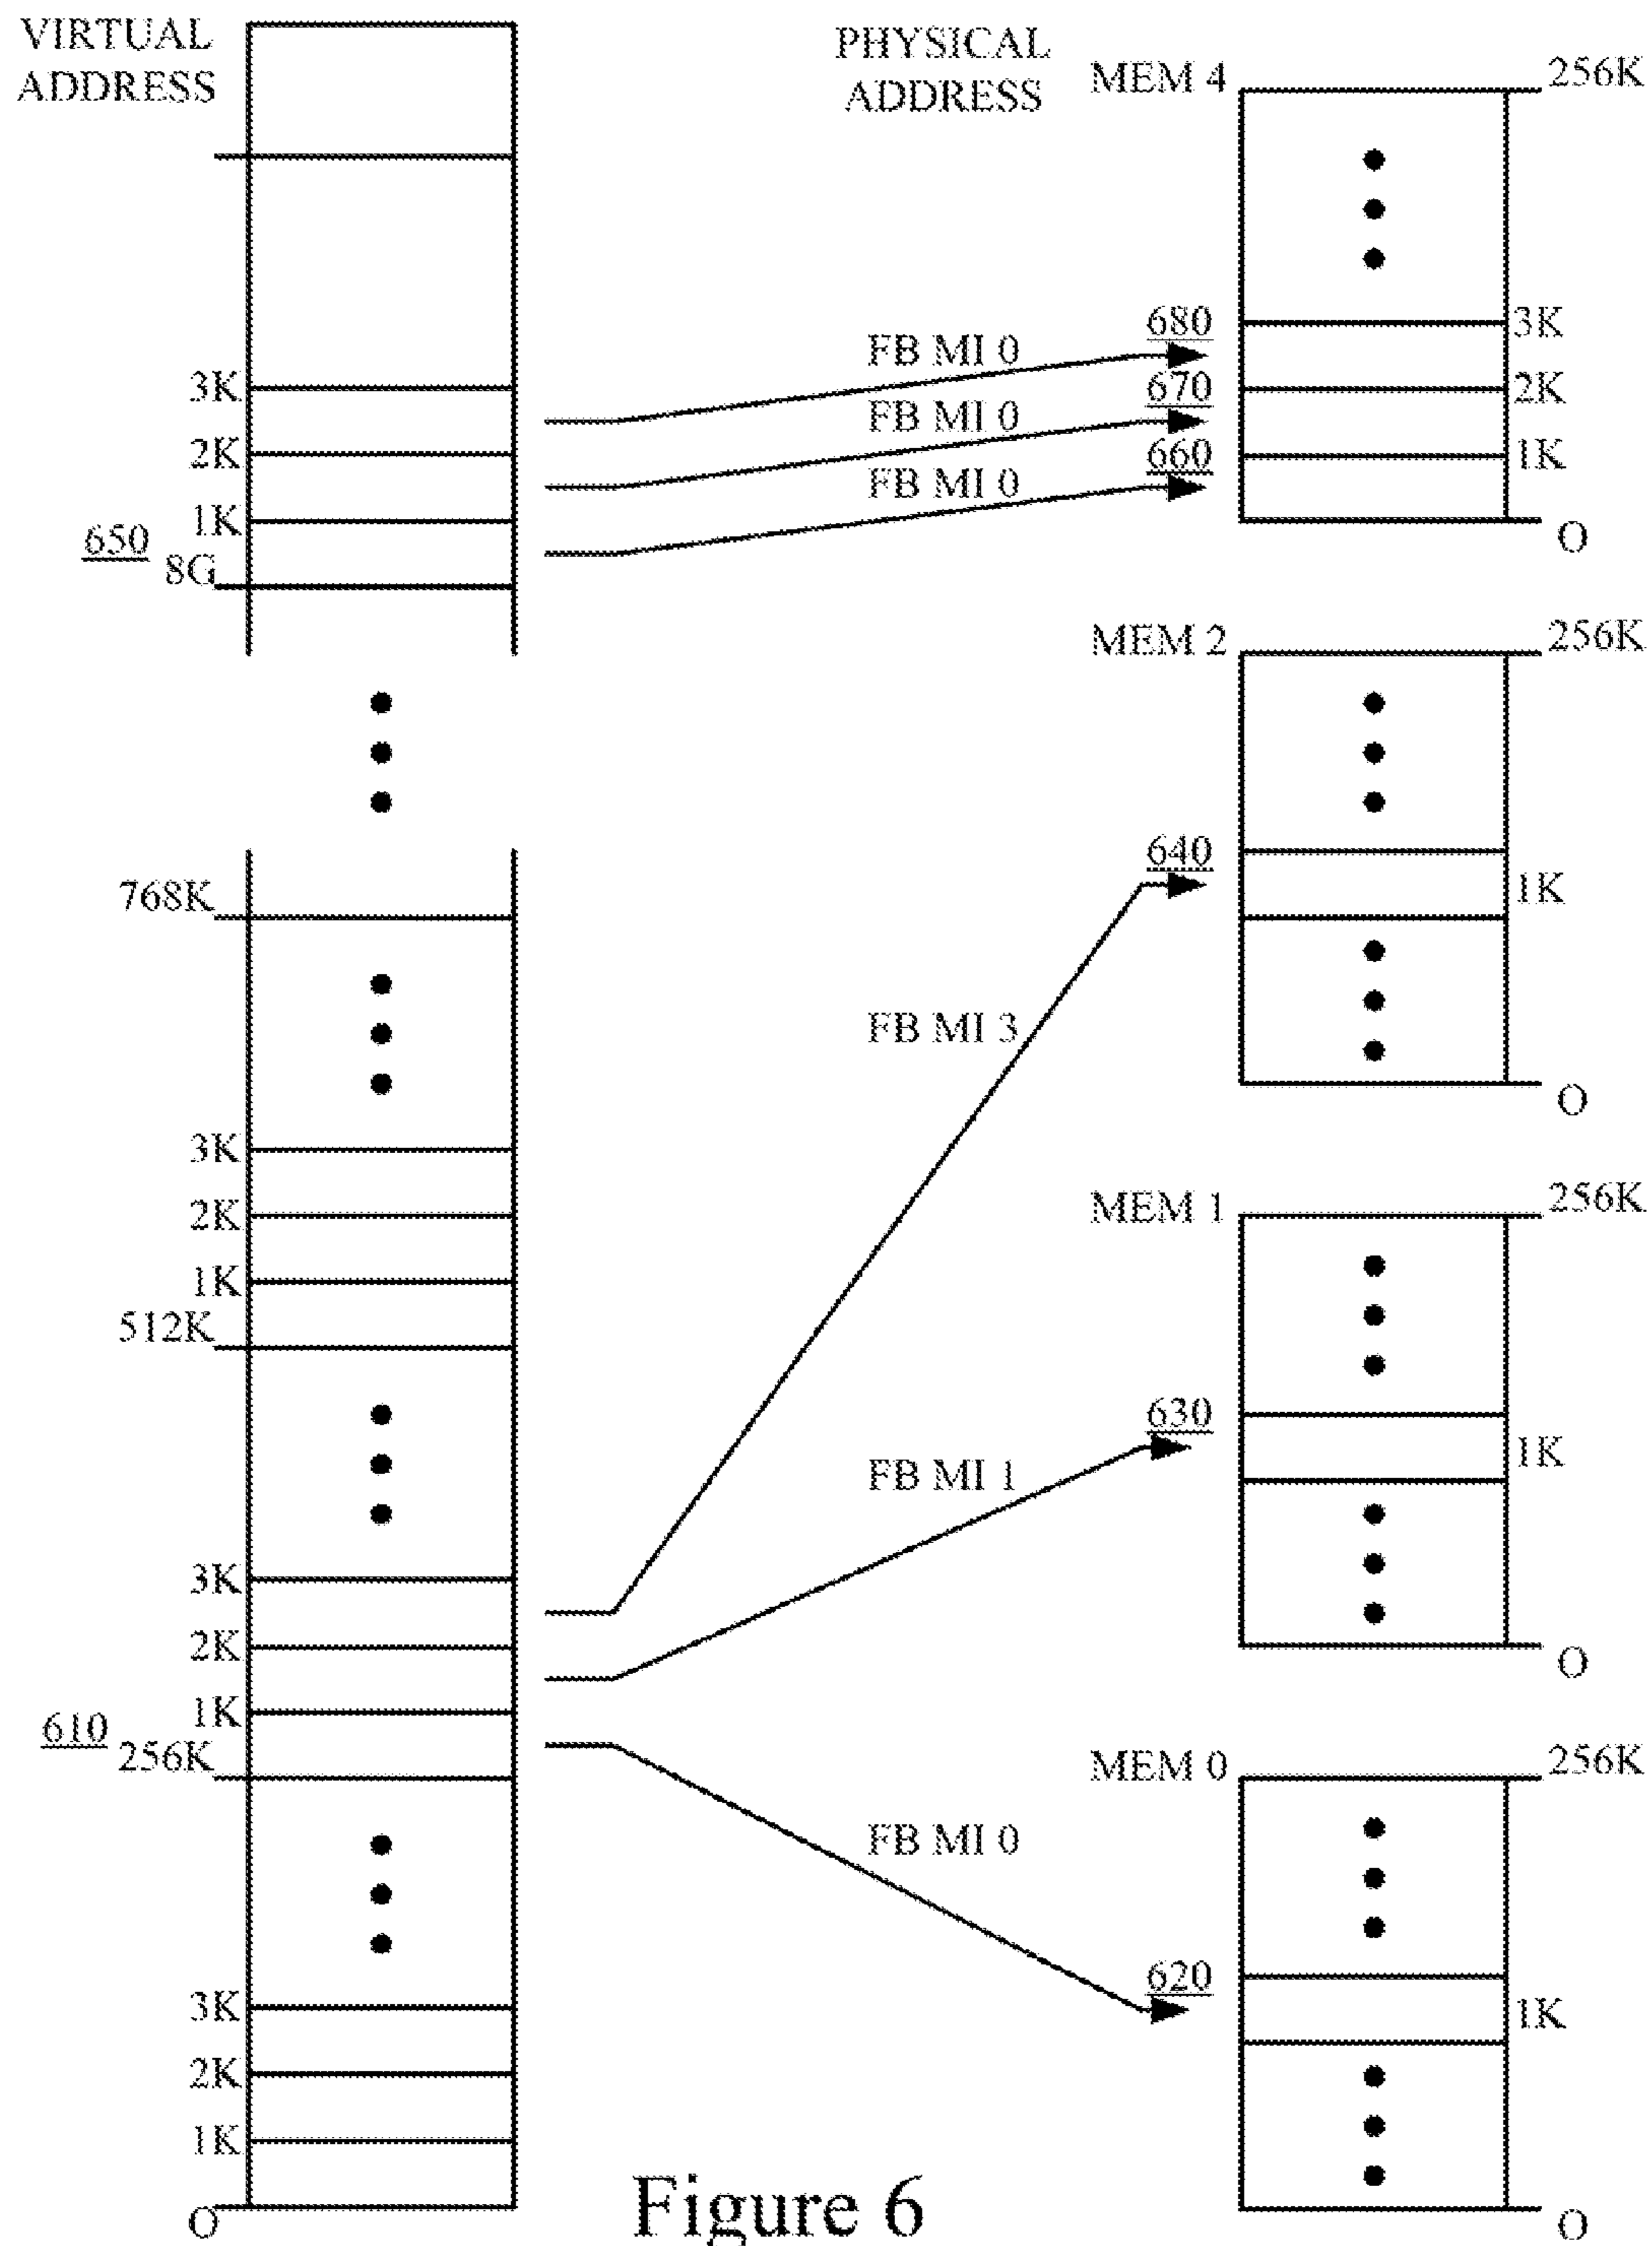 VIRTUAL
ADDRESS
PHYSICAL
ADDRESS
MEM 4
256K
680
3K
FB MI 0
3K
670
2K
FB MI 0
2K
660
1K
FB MI 0
1K
650
8G
O
MEM 2
256K
640
768K
1K
FB MI 3
O
3K
MEM 1
256K
2K
1K
512K
630
1K
FB MI 1
3K
2K
O
1K
610
256K
MEM 0
256K
FB MI 0
620
3K
1K
2K
1K
Figure 6
O
O